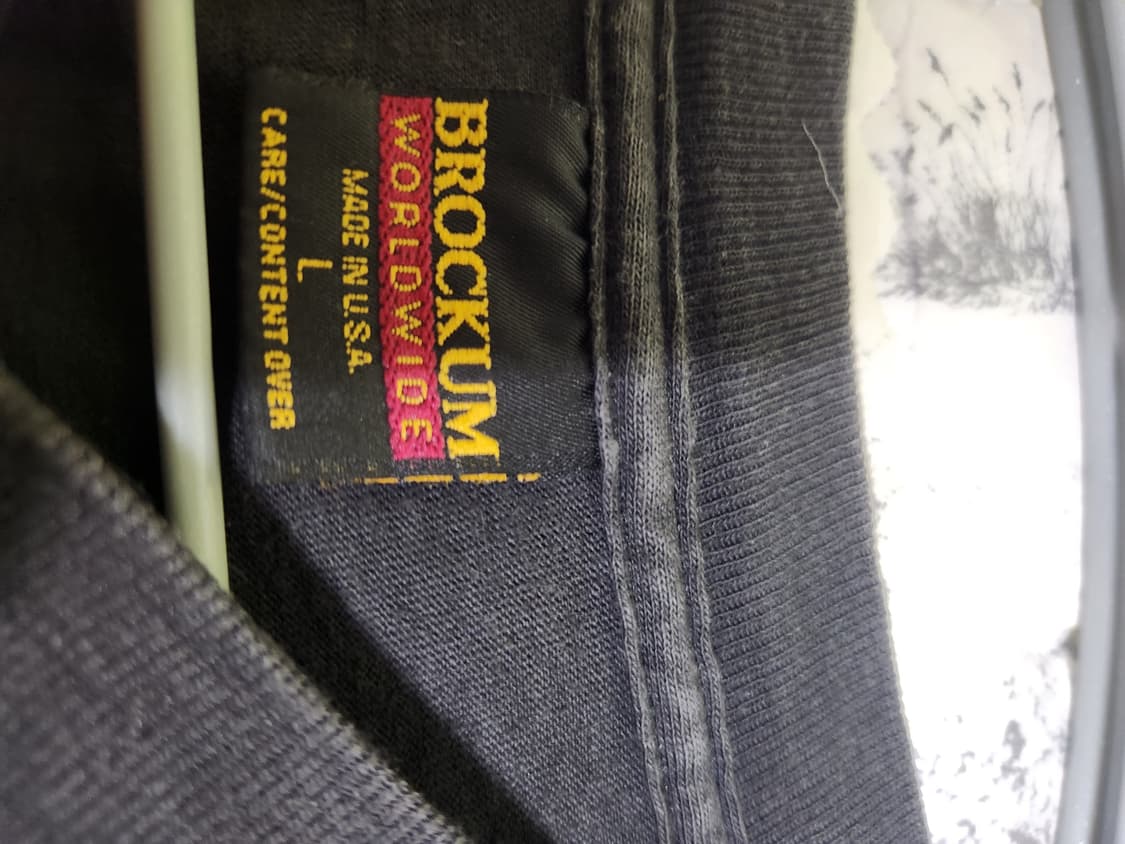 BROCKUM
WORLDWIDE
MADE IN U.S.A.
L
CARE/CONTENT OVER